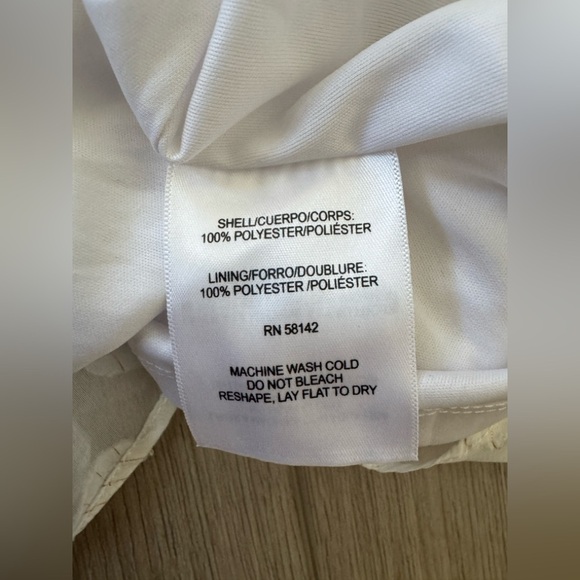 SHELL/CUERPO/CORPS:
100% POLYESTER/POLIÉSTER
LINING/FORRO/DOUBLURE:
100% POLYESTER /POLIÉSTER
RN 58142
MACHINE WASH COLD
DO NOT BLEACH
RESHAPE, LAY FLAT TO DRY